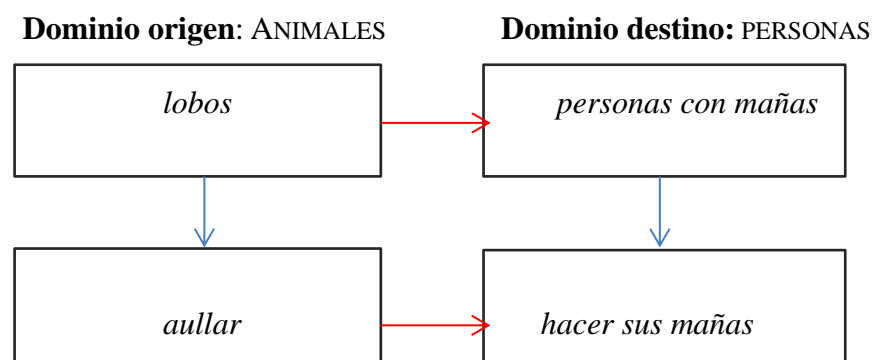 Dominio origen: ANIMALES Dominio destino: PERSONAS
lobos personas con mañas
aullar hacer sus mañas